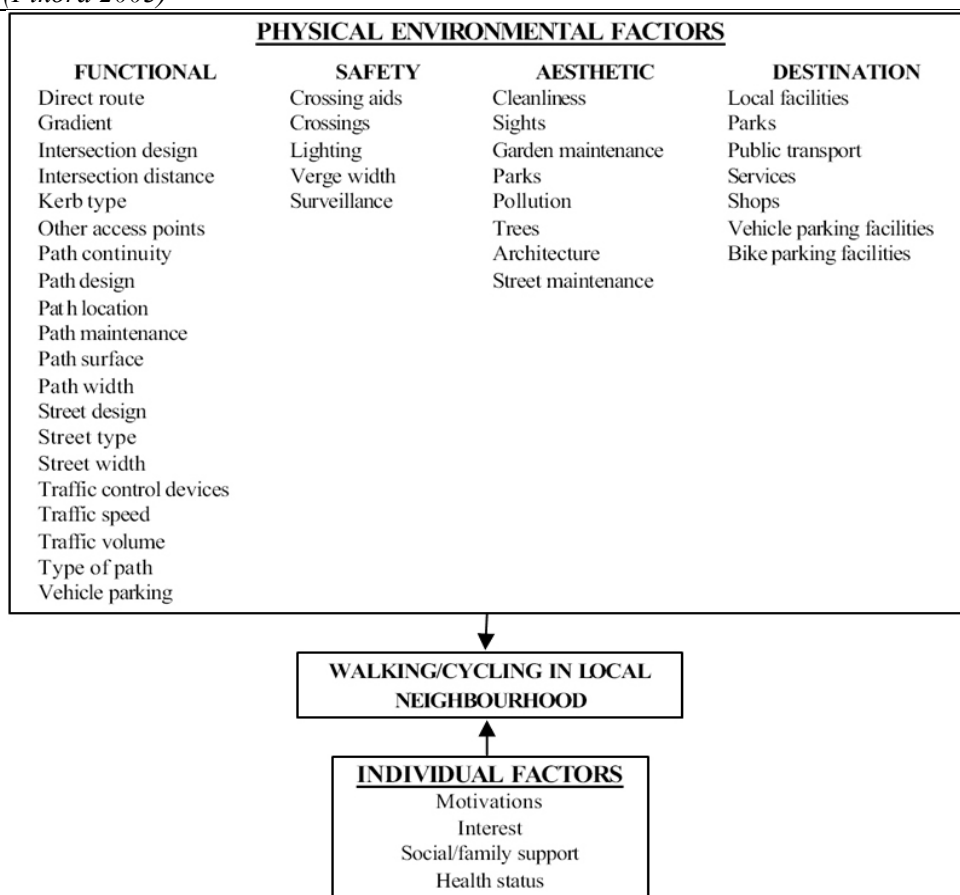 (Pikora 2003)
PHYSICAL ENVIRONMENTAL FACTORS
FUNCTIONAL
Direct route
Gradient
Intersection design
Intersection distance
Kerb type
Other access points
Path continuity
Path design
Path location
Path maintenance
Path surface
Path width
Street design
Street type
Street width
Traffic control devices
Traffic speed
Traffic volume
Type of path
Vehicle parking
SAFETY
Crossing aids
Crossings
Lighting
Verge width
Surveillance
AESTHETIC
Cleanliness
Sights
Garden maintenance
Parks
Pollution
Trees
Architecture
Street maintenance
DESTINATION
Local facilities
Parks
Public transport
Services
Shops
Vehicle parking facilities
Bike parking facilities
WALKING/CYCLING IN LOCAL
NEIGHBOURHOOD
INDIVIDUAL FACTORS
Motivations
Interest
Social/family support
Health status